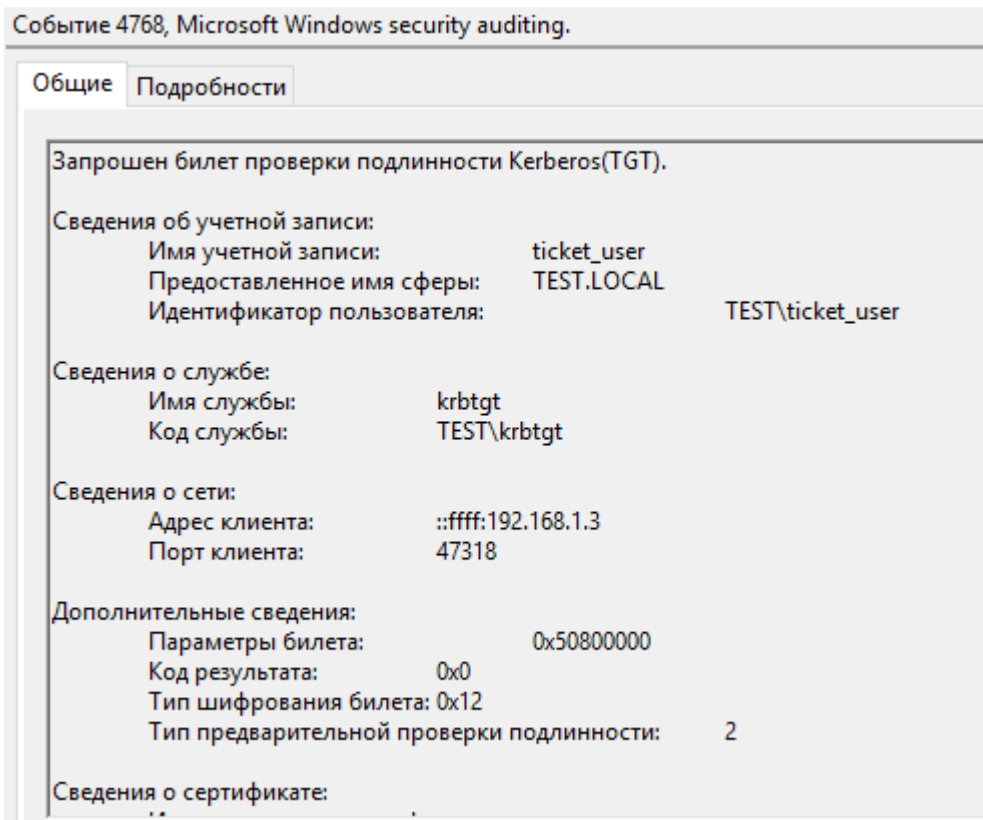 Событие 4768, Microsoft Windows security auditing.
Общие Подробности
Запрошен билет проверки подлинности Kerberos(TGT).
Сведения об учетной записи:
Имя учетной записи: ticket_user
Предоставленное имя сферы: TEST.LOCAL
Идентификатор пользователя: TEST\ticket_user
Сведения о службе:
Имя службы: krbtgt
Код службы: TEST\krbtgt
Сведения о сети:
Адрес клиента: ::ffff:192.168.1.3
Порт клиента: 47318
Дополнительные сведения:
Параметры билета: 0x50800000
Код результата: 0x0
Тип шифрования билета: 0x12
Тип предварительной проверки подлинности: 2
Сведения о сертификате: